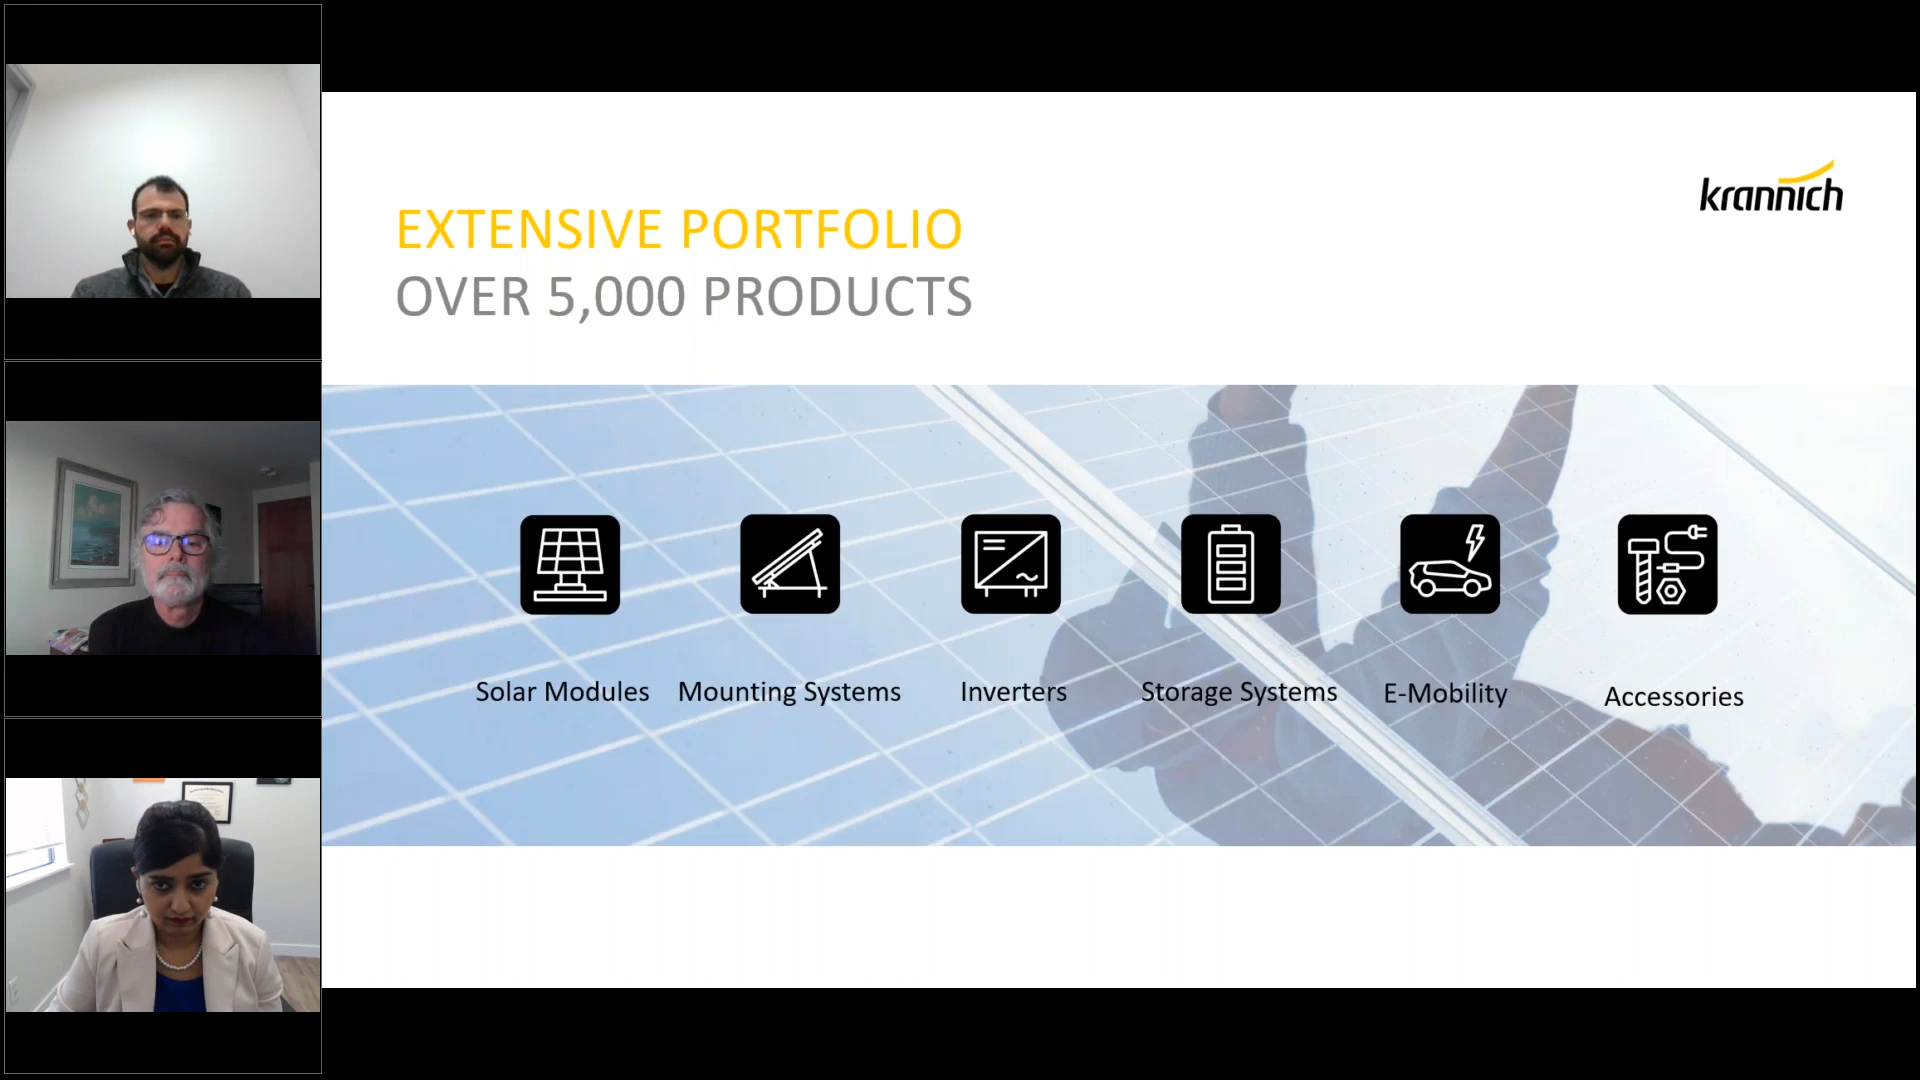 krannich
EXTENSIVE PORTFOLIO
OVER 5,000 PRODUCTS
Solar Modules
Mounting Systems
Inverters
Storage Systems
E-Mobility
Accessories